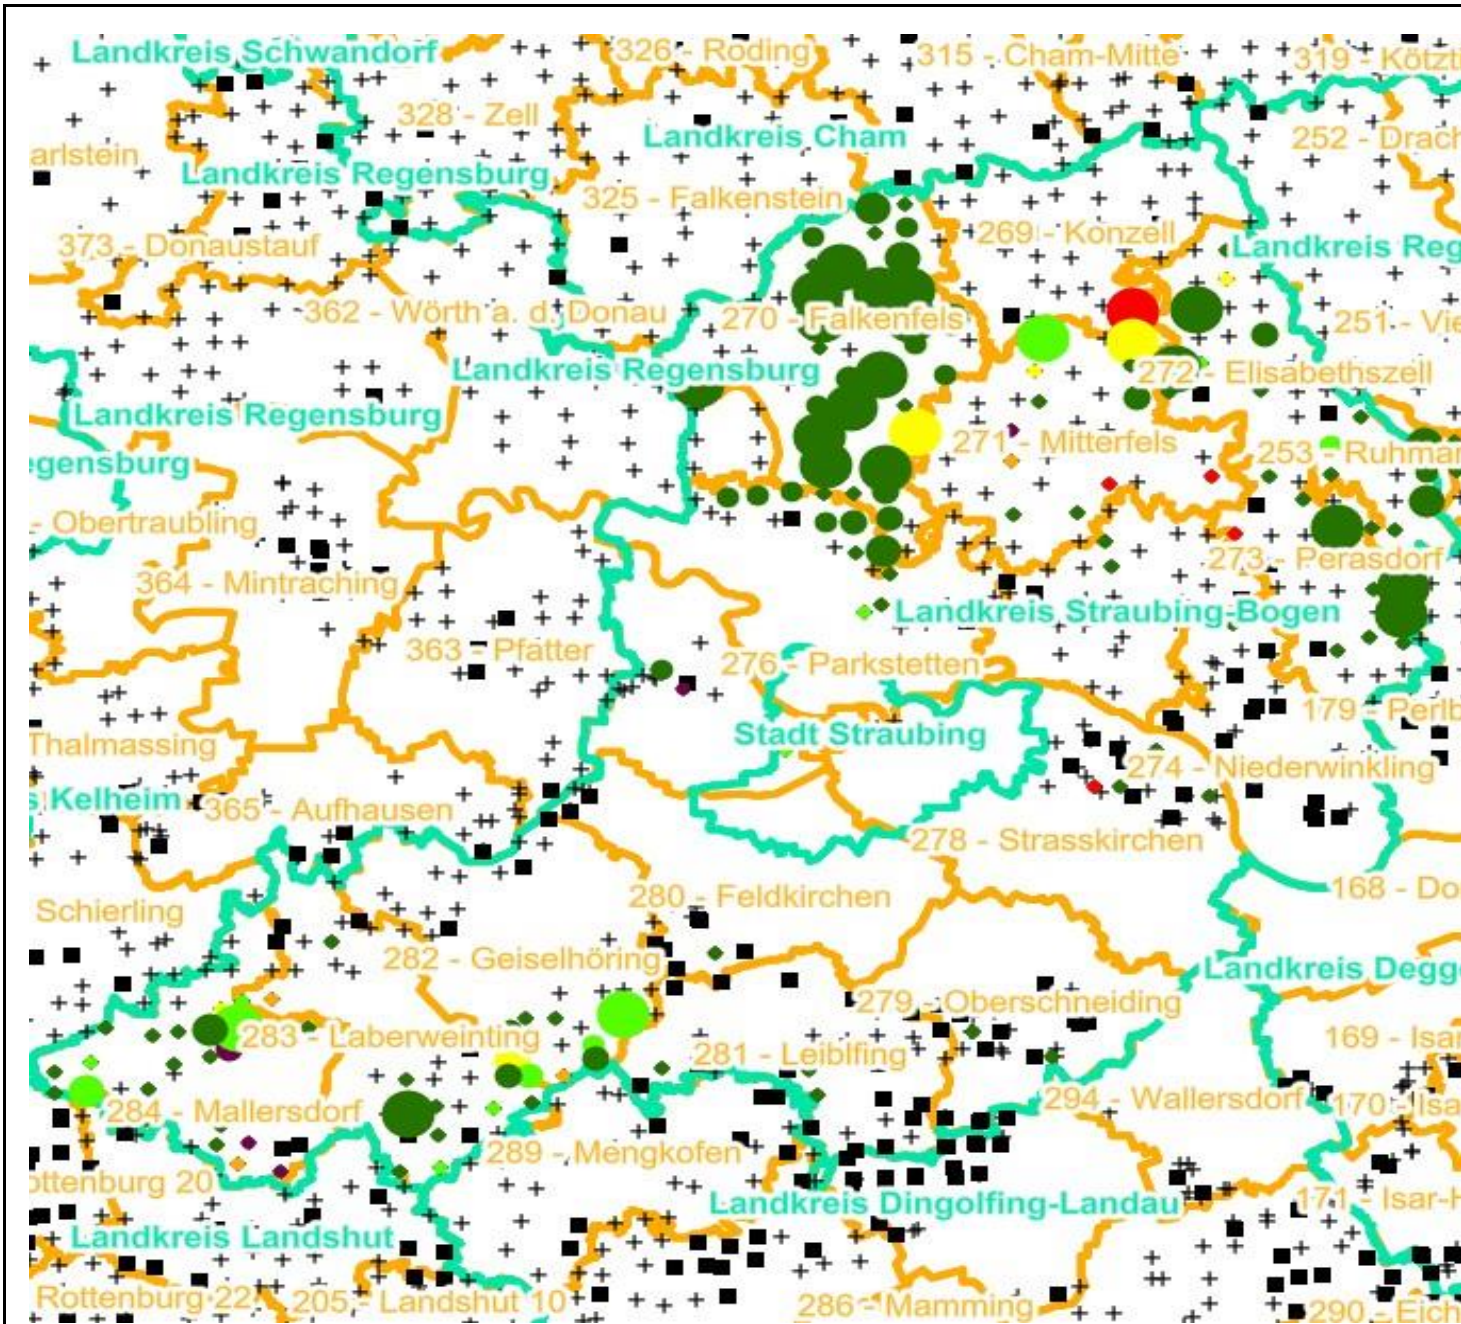 Landkreis Schwandorf
326 - Roding
315 - Cham-Mitte
319 - Kötzti
328 - Zell
Landkreis Cham
252 - Drach
arlstein
Landkreis Regensburg
325 - Falkenstein
269 - Konzell
373 - Donaustauf
Landkreis Reg
362 - Wörth a. d. Donau
270 - Falkenfels
251 - Vie
Landkreis Regensburg
272 - Elisabethszell
Landkreis Regensburg
271 - Mitterfels
253 - Ruhmar
egensburg
- Obertraubling
273 - Perasdorf
364 - Mintraching
Landkreis Straubing-Bogen
363 - Pfatter
276 - Parkstetten
179 - Perlb
Thalmassing
Stadt Straubing
274 - Niederwinkling
s Kelheim
365 - Aufhausen
278 - Strasskirchen
280 - Feldkirchen
168 - Do
Schierling
282 - Geiselhöring
Landkreis Degge
279 - Oberschneiding
283 - Laberweinting
169 - Isar
281 - Leiblfing
284 - Mallersdorf
294 - Wallersdorf
170 - Isa
289 - Mengkofen
ottenburg 20
Landkreis Dingolfing-Landau
171 - Isar-H
Landkreis Landshut
Rottenburg 22
205 - Landshut 10
286 - Mamming
290 - Eich